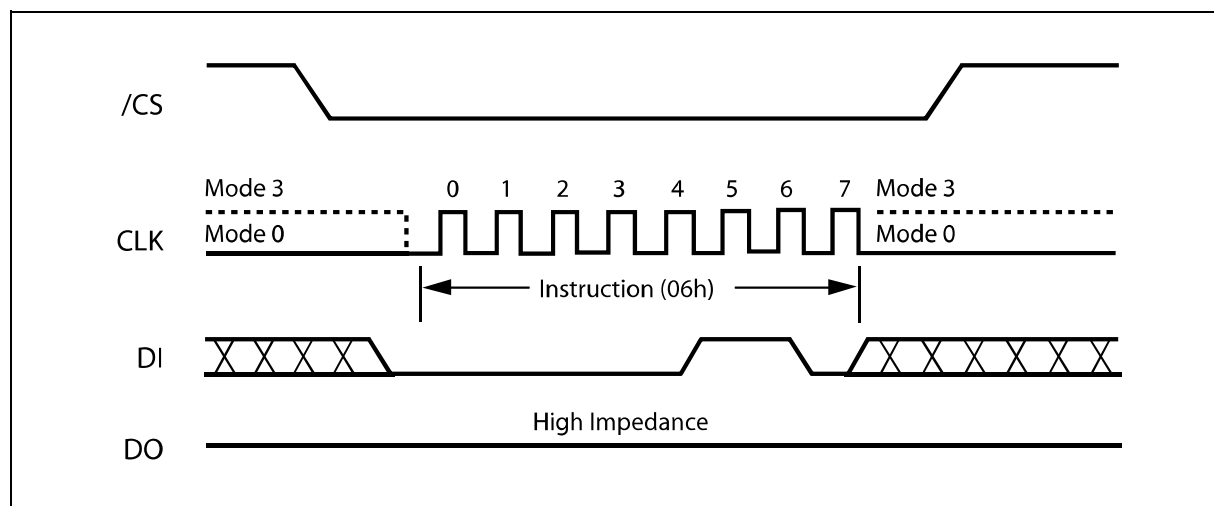 /CS
Mode 3
0 1 2 3 4 5 6 7
Mode 3
CLK
Mode 0
Mode 0
Instruction (06h)
DI
High Impedance
DO